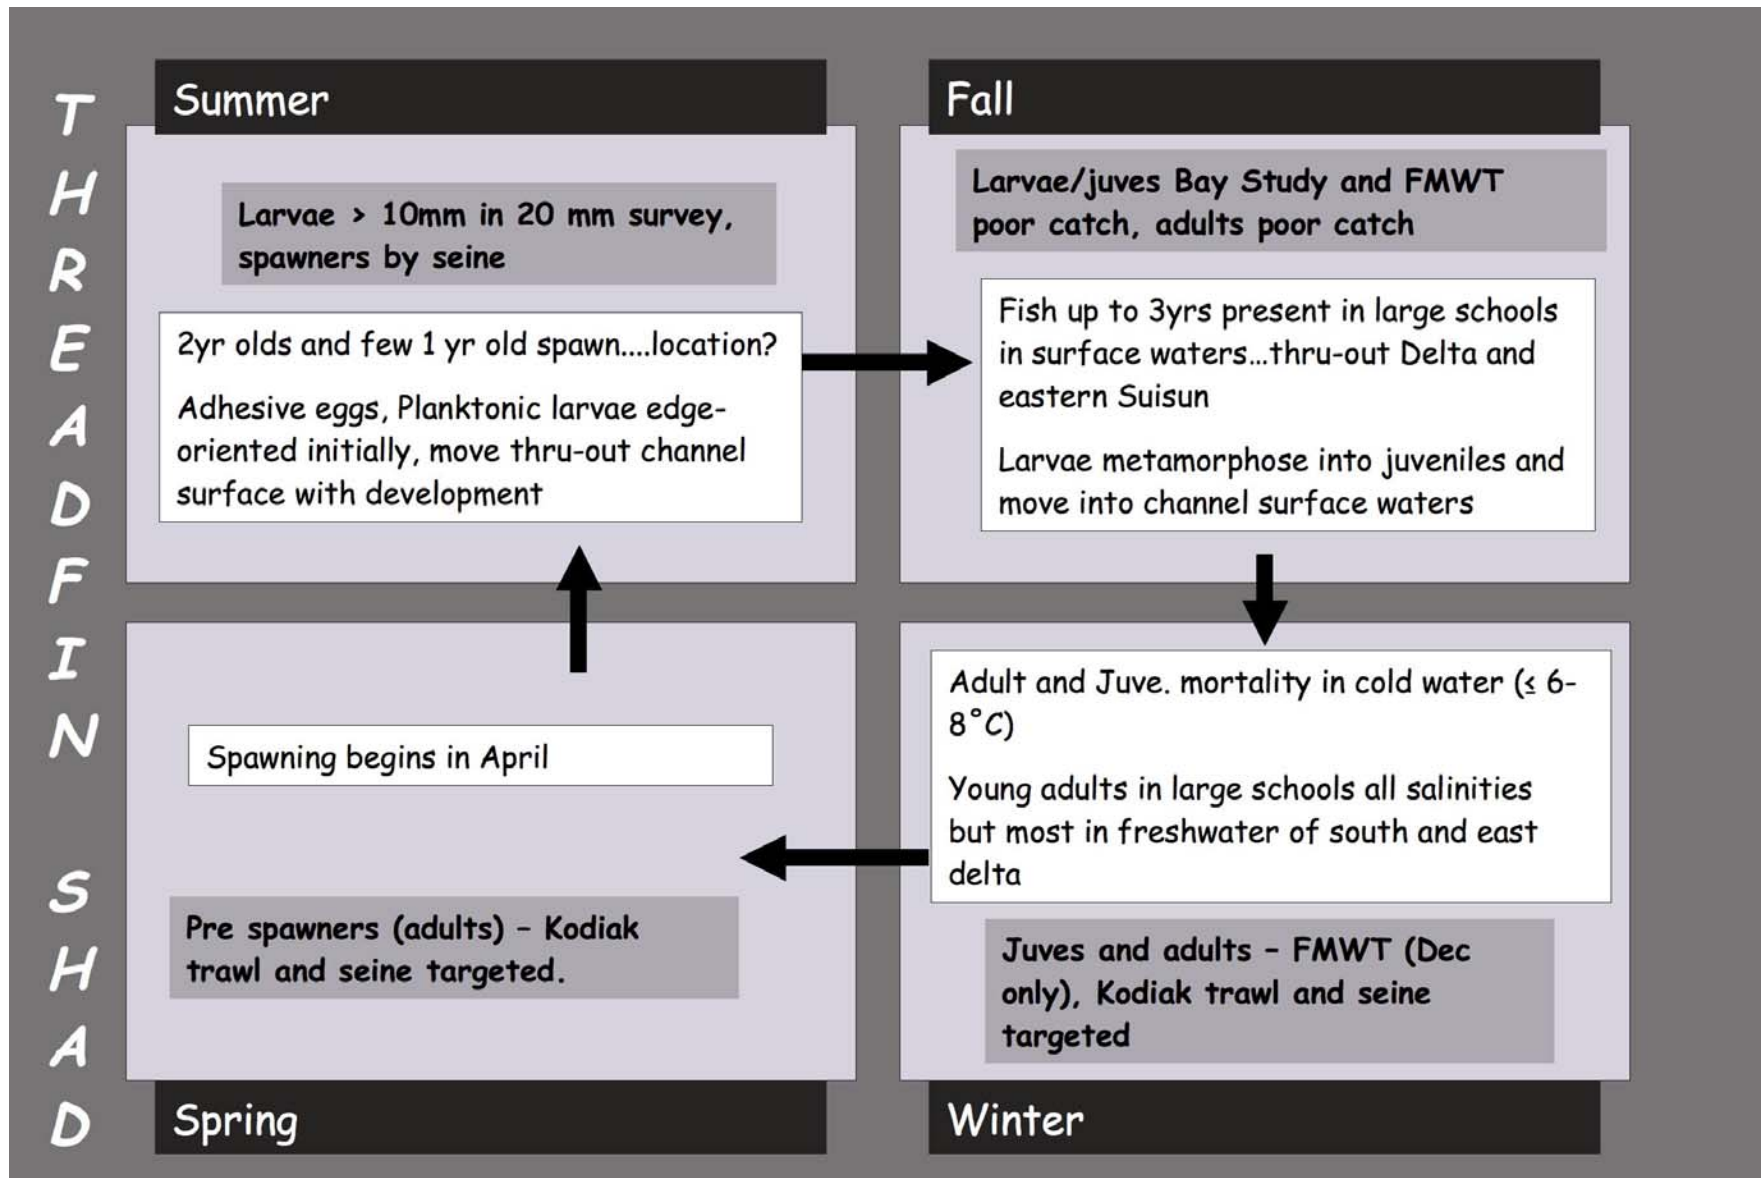 THREADFIN SHAD
Summer
Larvae > 10mm in 20 mm survey,
spawners by seine
2yr olds and few 1 yr old spawn....location?
Adhesive eggs, Planktonic larvae edge-
oriented initially, move thru-out channel
surface with development
Fall
Larvae/juves Bay Study and FMWT
poor catch, adults poor catch
Fish up to 3yrs present in large schools
in surface waters…thru-out Delta and
eastern Suisun
Larvae metamorphose into juveniles and
move into channel surface waters
Spawning begins in April
Pre spawners (adults) – Kodiak
trawl and seine targeted.
Spring
Adult and Juve. mortality in cold water (≤ 6-
8˚C)
Young adults in large schools all salinities
but most in freshwater of south and east
delta
Juves and adults – FMWT (Dec
only), Kodiak trawl and seine
targeted
Winter